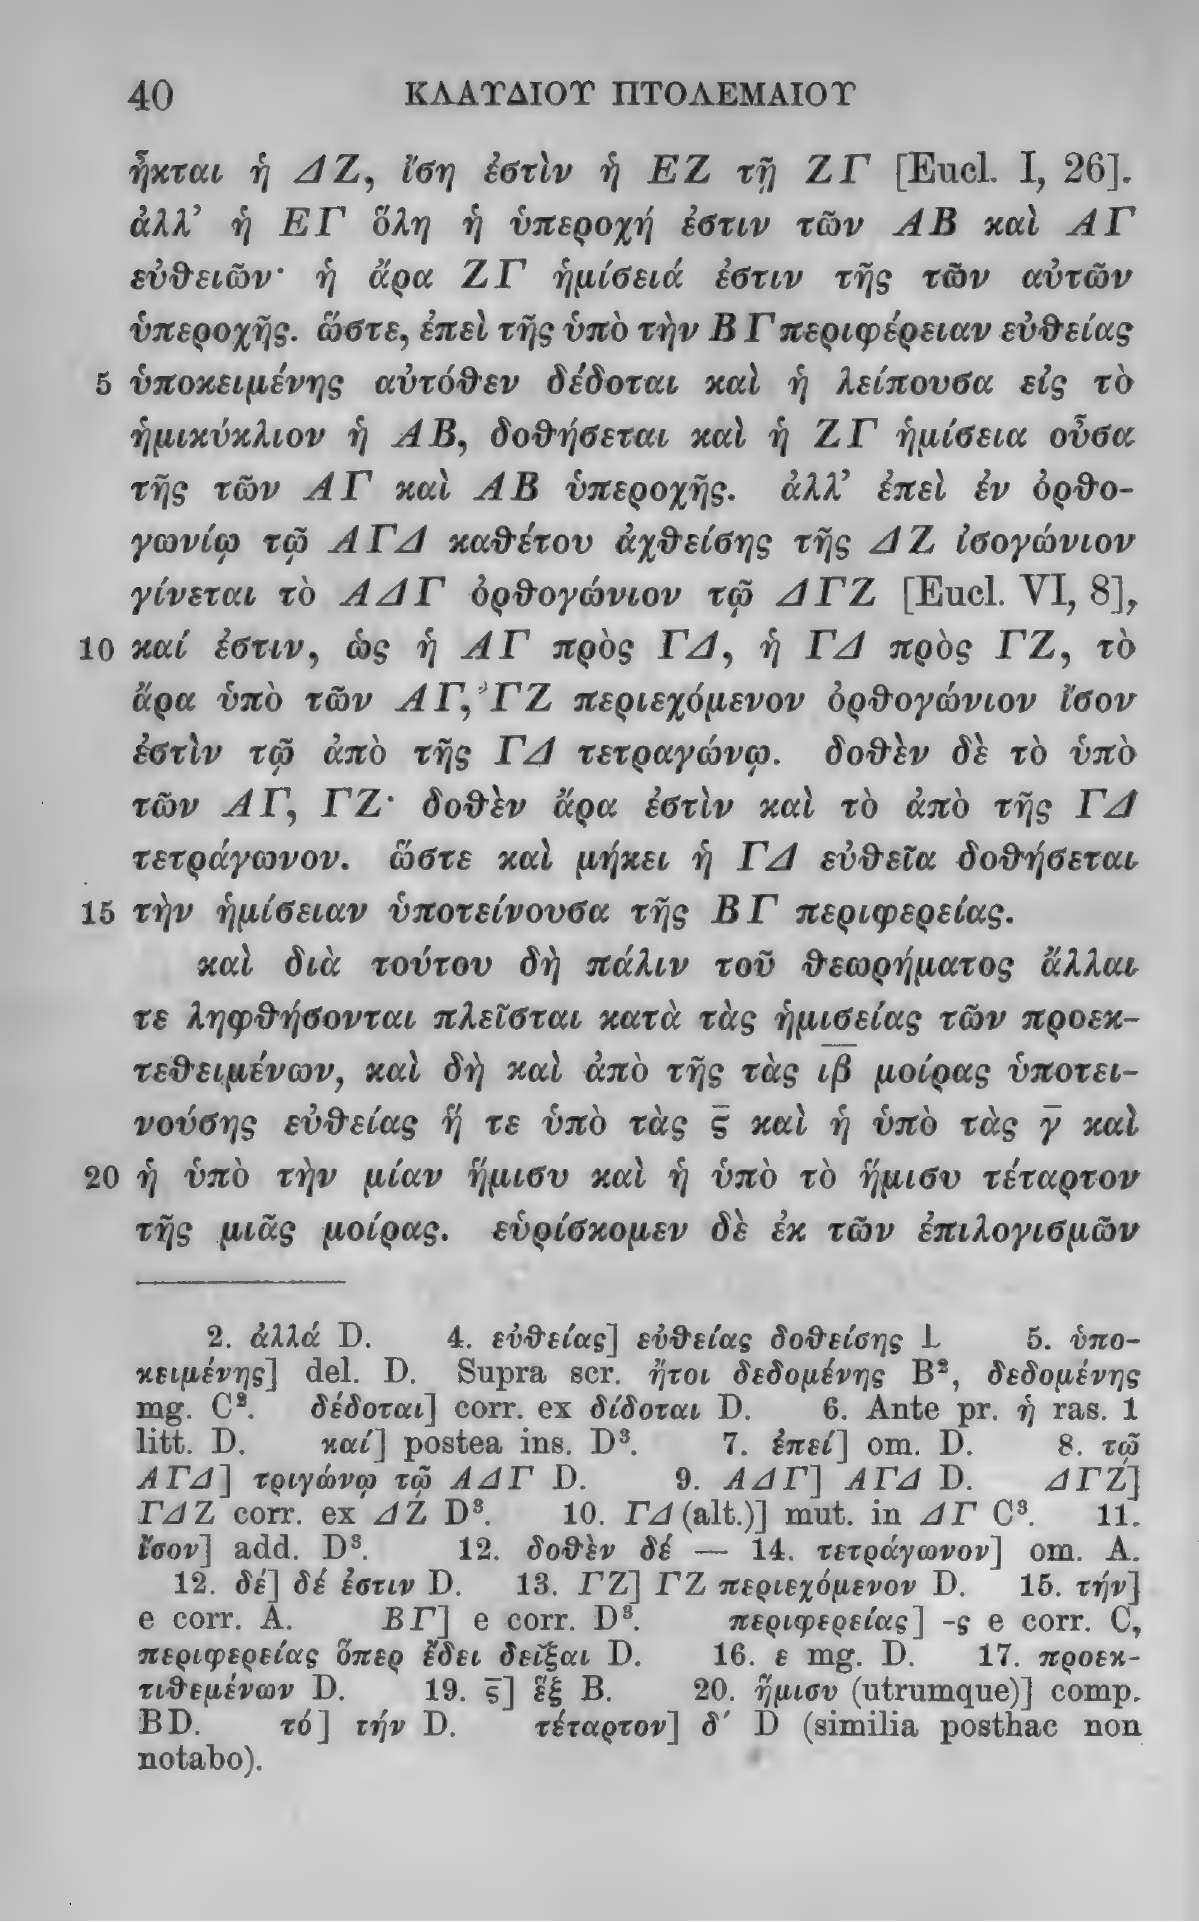 40 ΚΛΑΥΔΙΟΥ ΠΤΟΛΕΜΑΙΟΥ
ἦκται ἡ ΔΖ, ἴση ἐστὶν ἡ ΕΖ τῇ ΖΓ [Eucl. I, 26].
ἀλλ’ ἡ ΕΓ ὅλη ἡ ὑπεροχή ἐστιν τῶν ΑΒ καὶ ΑΓ
εὐθειῶν· ἡ ἄρα ΖΓ ἡμίσειά ἐστιν τῆς τῶν αὐτῶν
ὑπεροχῆς. ὥστε, ἐπεὶ τῆς ὑπὸ τὴν ΒΓ περιφέρειαν εὐθείας
5 ὑποκειμένης αὐτόθεν δέδοται καὶ ἡ λείπουσα εἰς τὸ
ἡμικύκλιον ἡ ΑΒ, δοθήσεται καὶ ἡ ΖΓ ἡμίσεια οὖσα
τῆς τῶν ΑΓ καὶ ΑΒ ὑπεροχῆς. ἀλλ’ ἐπεὶ ἐν ὀρθο-
γωνίῳ τῷ ΑΓΔ καθέτου ἀχθείσης τῆς ΔΖ ἰσογώνιον
γίνεται τὸ ΑΔΓ ὀρθογώνιον τῷ ΔΓΖ [Eucl. VI, 8],
10 καί ἐστιν, ὡς ἡ ΑΓ πρὸς ΓΔ, ἡ ΓΔ πρὸς ΓΖ, τὸ
ἄρα ὑπὸ τῶν ΑΓ, ΓΖ περιεχόμενον ὀρθογώνιον ἴσον
ἐστὶν τῷ ἀπὸ τῆς ΓΔ τετραγώνῳ. δοθὲν δὲ τὸ ὑπὸ
τῶν ΑΓ, ΓΖ· δοθὲν ἄρα ἐστὶν καὶ τὸ ἀπὸ τῆς ΓΔ
τετράγωνον. ὥστε καὶ μήκει ἡ ΓΔ εὐθεῖα δοθήσεται
15 τὴν ἡμίσειαν ὑποτείνουσα τῆς ΒΓ περιφερείας.
καὶ διὰ τούτου δὴ πάλιν τοῦ θεωρήματος ἄλλαι
τε ληφθήσονται πλεῖσται κατὰ τὰς ἡμισείας τῶν προεκ-
τεθειμένων, καὶ δὴ καὶ ἀπὸ τῆς τὰς ι̅β̅ μοίρας ὑποτει-
νούσης εὐθείας ἥ τε ὑπὸ τὰς ϛ̅ καὶ ἡ ὑπὸ τὰς γ̅ καὶ
20 ἡ ὑπὸ τὴν μίαν ἥμισυ καὶ ἡ ὑπὸ τὸ ἥμισυ τέταρτον
τῆς μιᾶς μοίρας. εὑρίσκομεν δὲ ἐκ τῶν ἐπιλογισμῶν
2. ἀλλά D. 4. εὐθείας] εὐθείας δοθείσης 5. ὑπο-
κειμένης] del. D. Supra scr. ἤτοι δεδομένης B², δεδομένης
mg. C². δέδοται] corr. ex δίδοται D. 6. Ante pr. ἡ ras. 1
litt. D. καί] postea ins. D³. 7. ἐπεί] om. D. 8. τῷ
ΑΓΔ] τριγώνῳ τῷ ΑΔΓ D. 9. ΑΔΓ] ΑΓΔ D. ΔΓΖ]
ΓΔΖ corr. ex ΔΖ D³. 10. ΓΔ (alt.)] mut. in ΔΓ C³. 11.
ἴσον] add. D³. 12. δοθὲν δέ — 14. τετράγωνον] om. A.
12. δέ] δέ ἐστιν D. 13. ΓΖ] ΓΖ περιεχόμενον D. 15. τήν]
e corr. A. ΒΓ] e corr. D³. περιφερείας] -ς e corr. C,
περιφερείας ὅπερ ἔδει δεῖξαι D. 16. ε mg. D. 17. προεκ-
τιθεμένων D. 19. ϛ̅] ἕξ B. 20. ἥμισυ (utrumque)] comp.
BD. τό] τήν D. τέταρτον] δ′ D (similia posthac non
notabo).